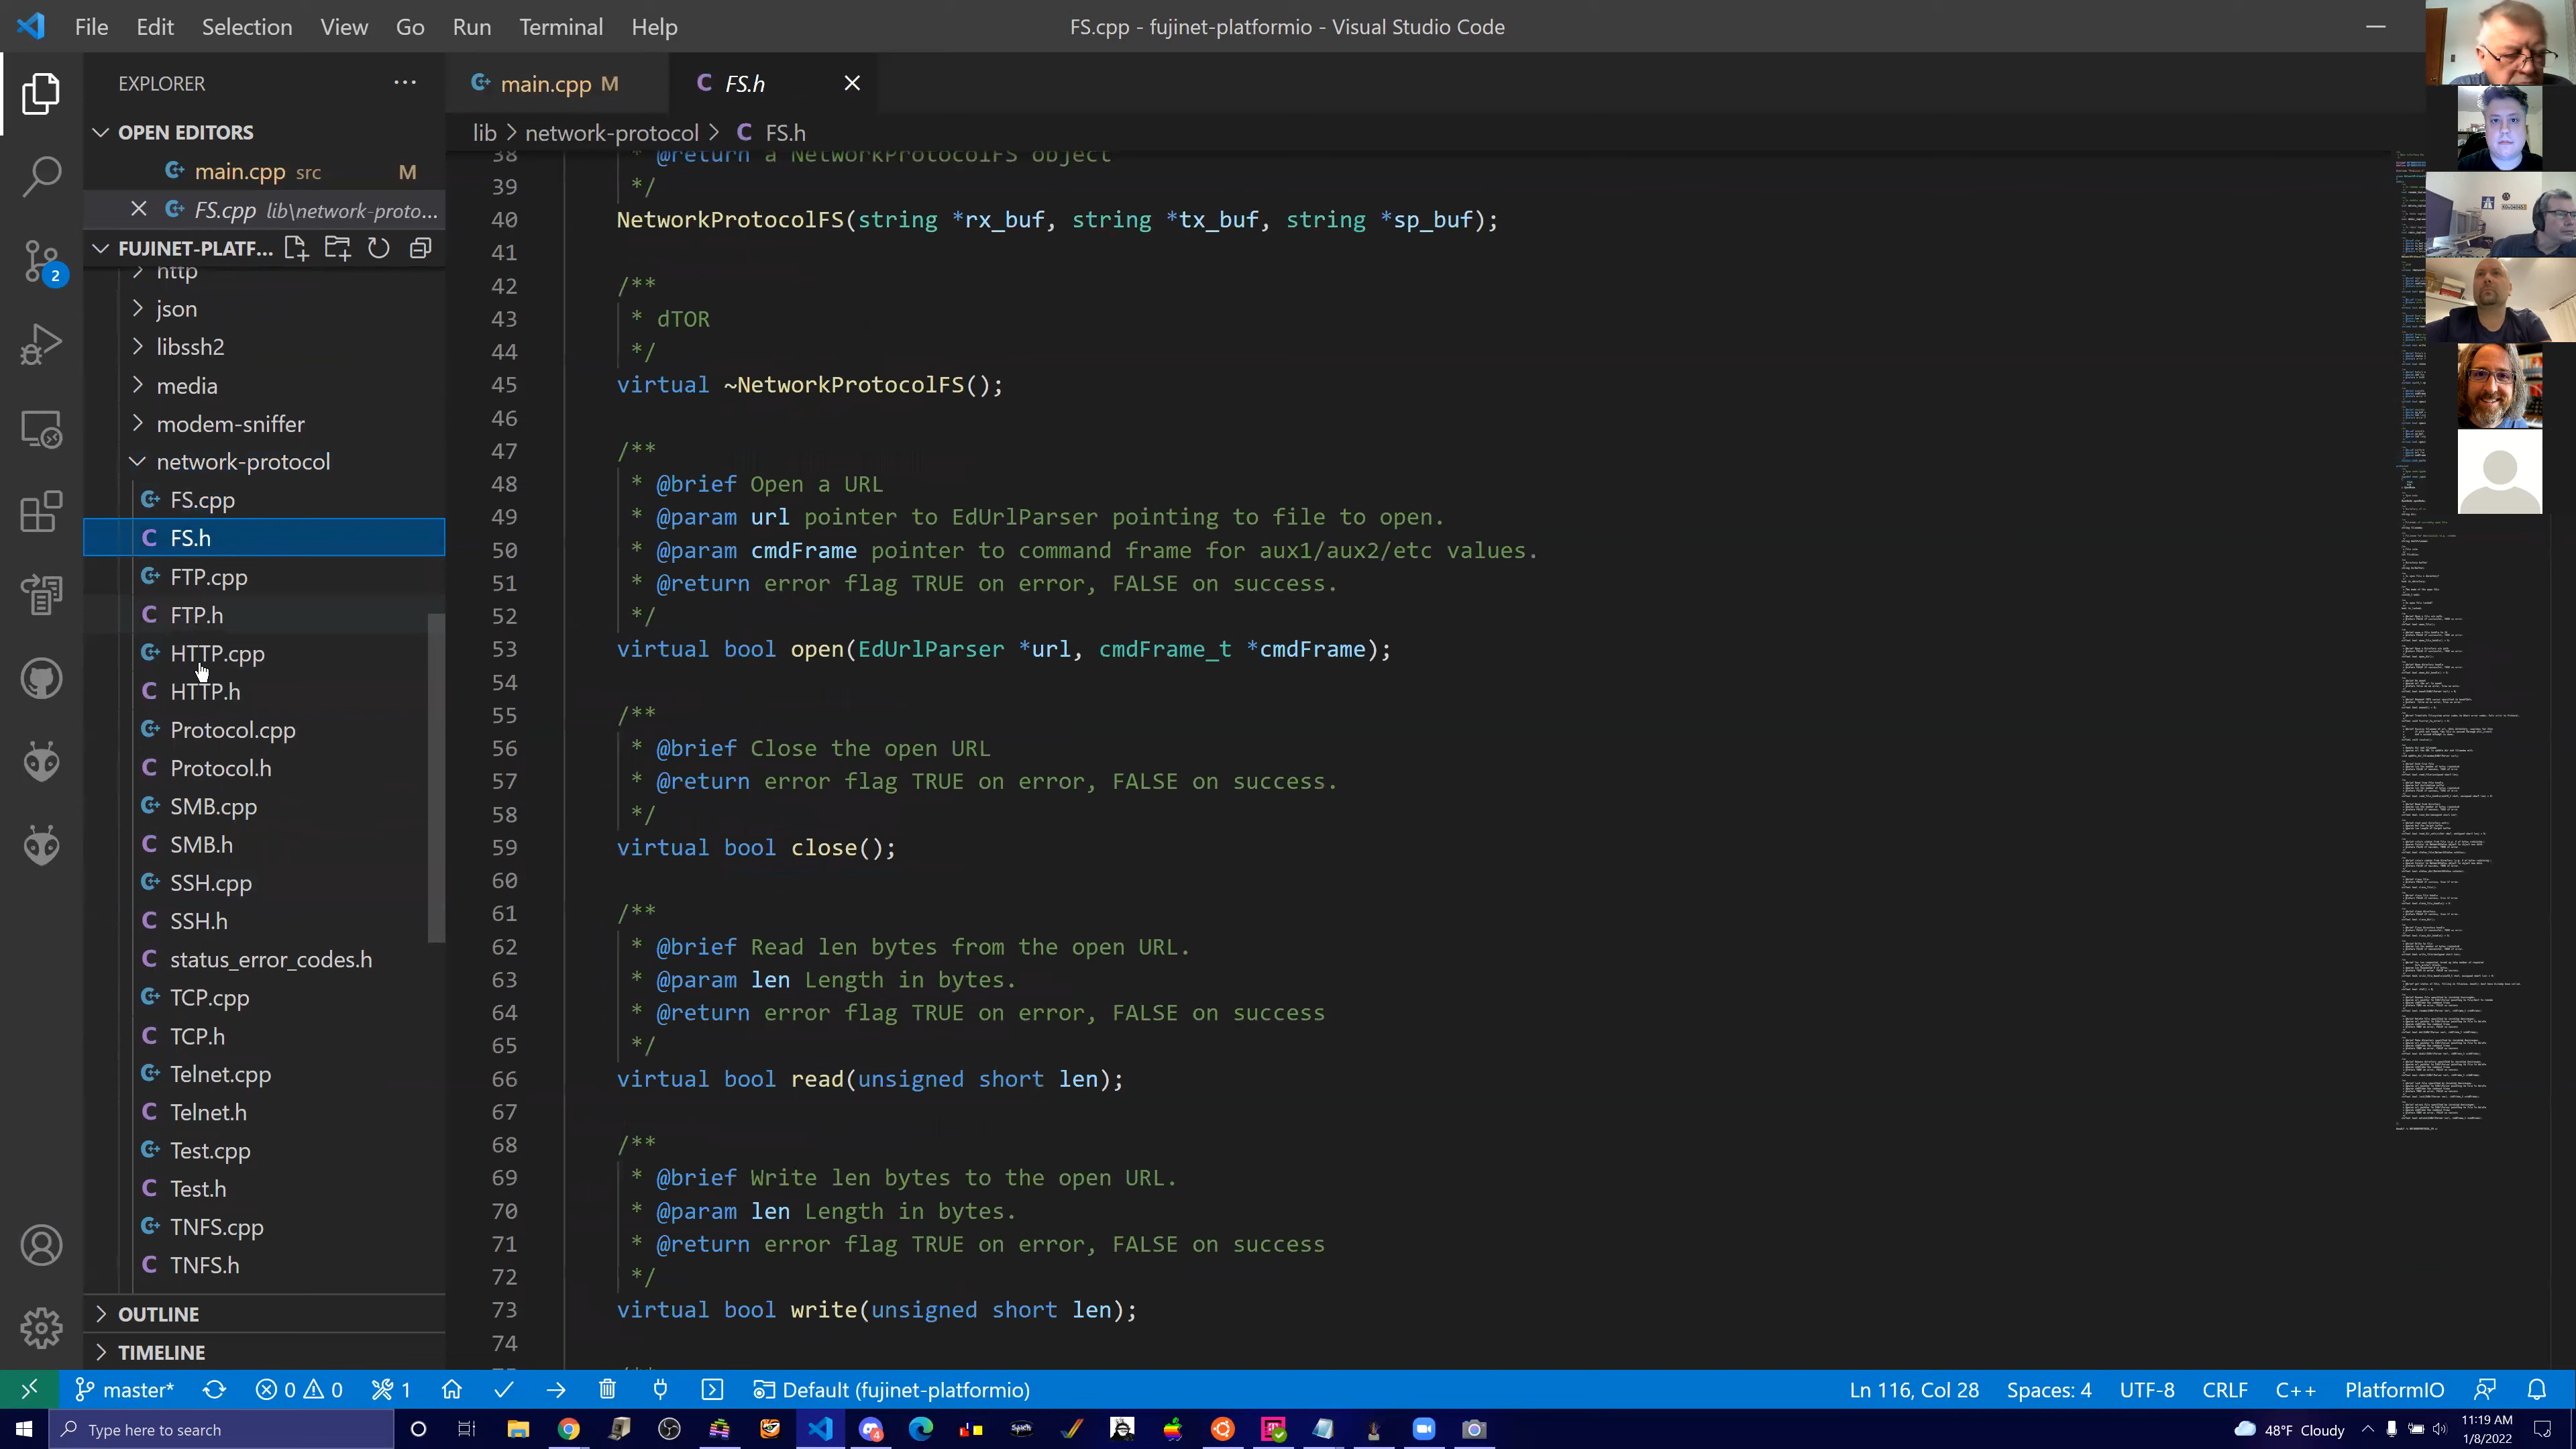 File Edit Selection View Go Run Terminal Help
FS.cpp - fujinet-platformio - Visual Studio Code
EXPLORER
OPEN EDITORS
main.cpp src M
FS.cpp lib\network-proto...
FUJINET-PLATF...
http
json
libssh2
media
modem-sniffer
network-protocol
FS.cpp
FS.h
FTP.cpp
FTP.h
HTTP.cpp
HTTP.h
Protocol.cpp
Protocol.h
SMB.cpp
SMB.h
SSH.cpp
SSH.h
status_error_codes.h
TCP.cpp
TCP.h
Telnet.cpp
Telnet.h
Test.cpp
Test.h
TNFS.cpp
TNFS.h
OUTLINE
TIMELINE
2
main.cpp M
FS.h
lib > network-protocol > C FS.h
38 * @return a NetworkProtocolFS object
39 */
40 NetworkProtocolFS(string *rx_buf, string *tx_buf, string *sp_buf);
41
42 /**
43 * dTOR
44 */
45 virtual ~NetworkProtocolFS();
46
47 /**
48 * @brief Open a URL
49 * @param url pointer to EdUrlParser pointing to file to open.
50 * @param cmdFrame pointer to command frame for aux1/aux2/etc values.
51 * @return error flag TRUE on error, FALSE on success.
52 */
53 virtual bool open(EdUrlParser *url, cmdFrame_t *cmdFrame);
54
55 /**
56 * @brief Close the open URL
57 * @return error flag TRUE on error, FALSE on success.
58 */
59 virtual bool close();
60
61 /**
62 * @brief Read len bytes from the open URL.
63 * @param len Length in bytes.
64 * @return error flag TRUE on error, FALSE on success
65 */
66 virtual bool read(unsigned short len);
67
68 /**
69 * @brief Write len bytes to the open URL.
70 * @param len Length in bytes.
71 * @return error flag TRUE on error, FALSE on success
72 */
73 virtual bool write(unsigned short len);
74
master* 0 0 1 Default (fujinet-platformio)
Ln 116, Col 28 Spaces: 4 UTF-8 CRLF C++ PlatformIO
Type here to search
48°F Cloudy
11:19 AM
1/8/2022